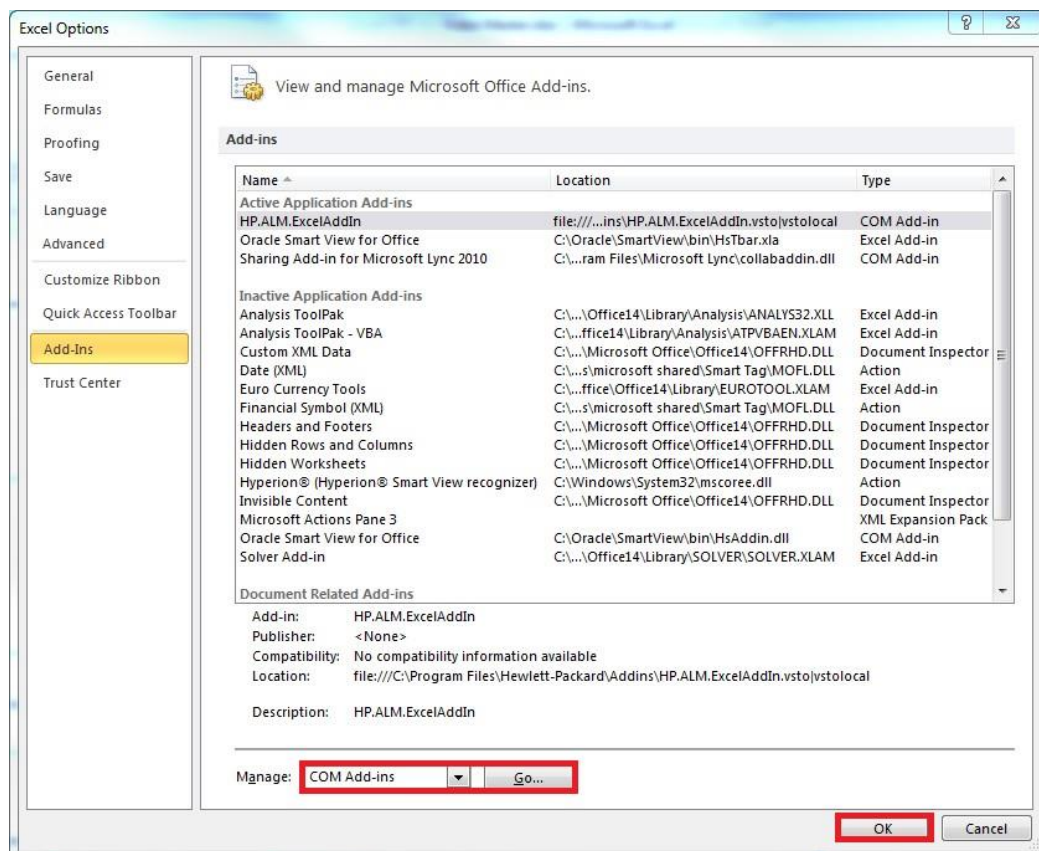 Excel Options
General
Formulas
Proofing
Save
Language
Advanced
Customize Ribbon
Quick Access Toolbar
Add-Ins
Trust Center
View and manage Microsoft Office Add-ins.
Add-ins
Name Location Type
Active Application Add-ins
HP.ALM.ExcelAddIn file:///...ins\HP.ALM.ExcelAddIn.vsto|vstolocal COM Add-in
Oracle Smart View for Office C:\Oracle\SmartView\bin\HsTbar.xla Excel Add-in
Sharing Add-in for Microsoft Lync 2010 C:\...ram Files\Microsoft Lync\collabaddin.dll COM Add-in
Inactive Application Add-ins
Analysis ToolPak C:\...\Office14\Library\Analysis\ANALYS32.XLL Excel Add-in
Analysis ToolPak - VBA C:\...ffice14\Library\Analysis\ATPVBAEN.XLAM Excel Add-in
Custom XML Data C:\...\Microsoft Office\Office14\OFFRHD.DLL Document Inspector
Date (XML) C:\...s\microsoft shared\Smart Tag\MOFL.DLL Action
Euro Currency Tools C:\...ffice\Office14\Library\EUROTOOL.XLAM Excel Add-in
Financial Symbol (XML) C:\...s\microsoft shared\Smart Tag\MOFL.DLL Action
Headers and Footers C:\...\Microsoft Office\Office14\OFFRHD.DLL Document Inspector
Hidden Rows and Columns C:\...\Microsoft Office\Office14\OFFRHD.DLL Document Inspector
Hidden Worksheets C:\...\Microsoft Office\Office14\OFFRHD.DLL Document Inspector
Hyperion® (Hyperion® Smart View recognizer) C:\Windows\System32\mscoree.dll Action
Invisible Content C:\...\Microsoft Office\Office14\OFFRHD.DLL Document Inspector
Microsoft Actions Pane 3 XML Expansion Pack
Oracle Smart View for Office C:\Oracle\SmartView\bin\HsAddin.dll COM Add-in
Solver Add-in C:\...\Office14\Library\SOLVER\SOLVER.XLAM Excel Add-in
Document Related Add-ins
Add-in: HP.ALM.ExcelAddIn
Publisher: <None>
Compatibility: No compatibility information available
Location: file:///C:\Program Files\Hewlett-Packard\Addins\HP.ALM.ExcelAddIn.vsto|vstolocal
Description: HP.ALM.ExcelAddIn
Manage: COM Add-ins Go...
OK Cancel